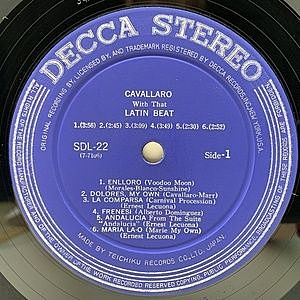 DECCA STEREO
ORIGINAL RECORDING BY, LICENSED BY, AND TRADEMARK REGISTERED BY DECCA RECORDS, INC., NEW YORK, U.S.A.
CAVALLARO
With That
LATIN BEAT
1.(3:56) 2.(2:45) 3.(3:09) 4.(3:49) 5.(2:30) 6.(2:52)
SDL-22
Side-1
1. ENLLORO (Voodoo Moon)
(Morales-Blanco-Sunshine)
2. DOLORES, MY OWN (Cavallaro-Marr)
3. LA COMPARSA (Carnival Procession)
(Ernest Lecuona)
4. FRENESI (Alberto Dominguez)
5. ANDALUCIA From The Suite
"Andalucia" (Ernest Lecuona)
6. MARIA LA-O (Marie My Own)
(Ernest Lecuona)
MADE BY TEICHIKU RECORDS CO., LTD., JAPAN